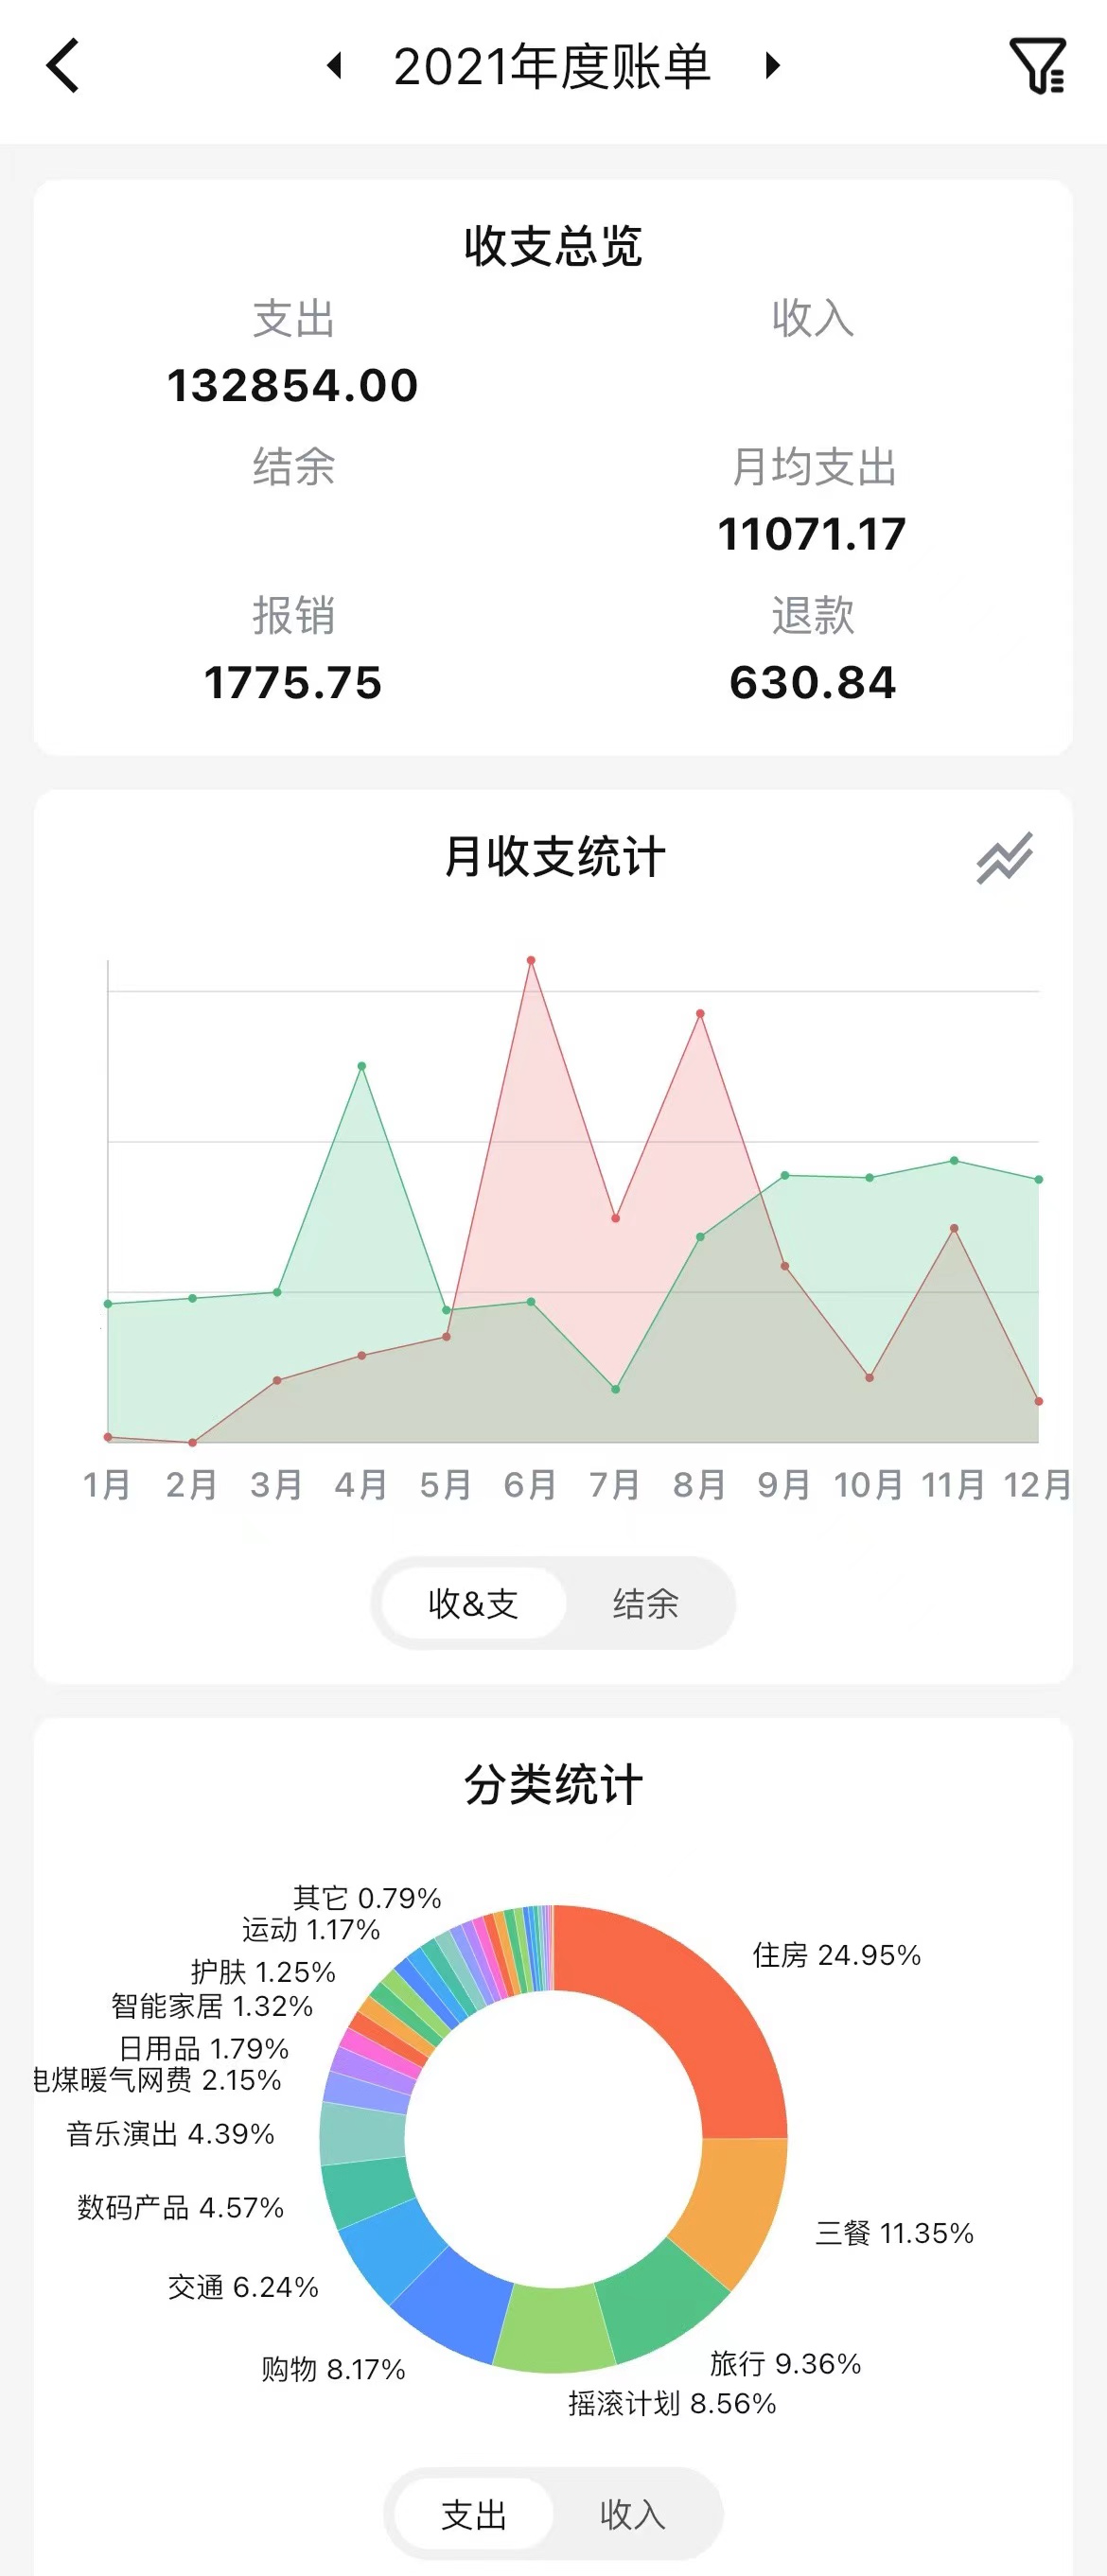 2021年度账单
收支总览
支出 收入
132854.00
结余 月均支出
11071.17
报销 退款
1775.75 630.84
月收支统计
1月 2月 3月 4月 5月 6月 7月 8月 9月 10月 11月 12月
收&支 结余
分类统计
其它 0.79%
运动 1.17%
住房 24.95%
护肤 1.25%
智能家居 1.32%
日用品 1.79%
电煤暖气网费 2.15%
音乐演出 4.39%
数码产品 4.57%
三餐 11.35%
交通 6.24%
旅行 9.36%
购物 8.17%
摇滚计划 8.56%
支出 收入